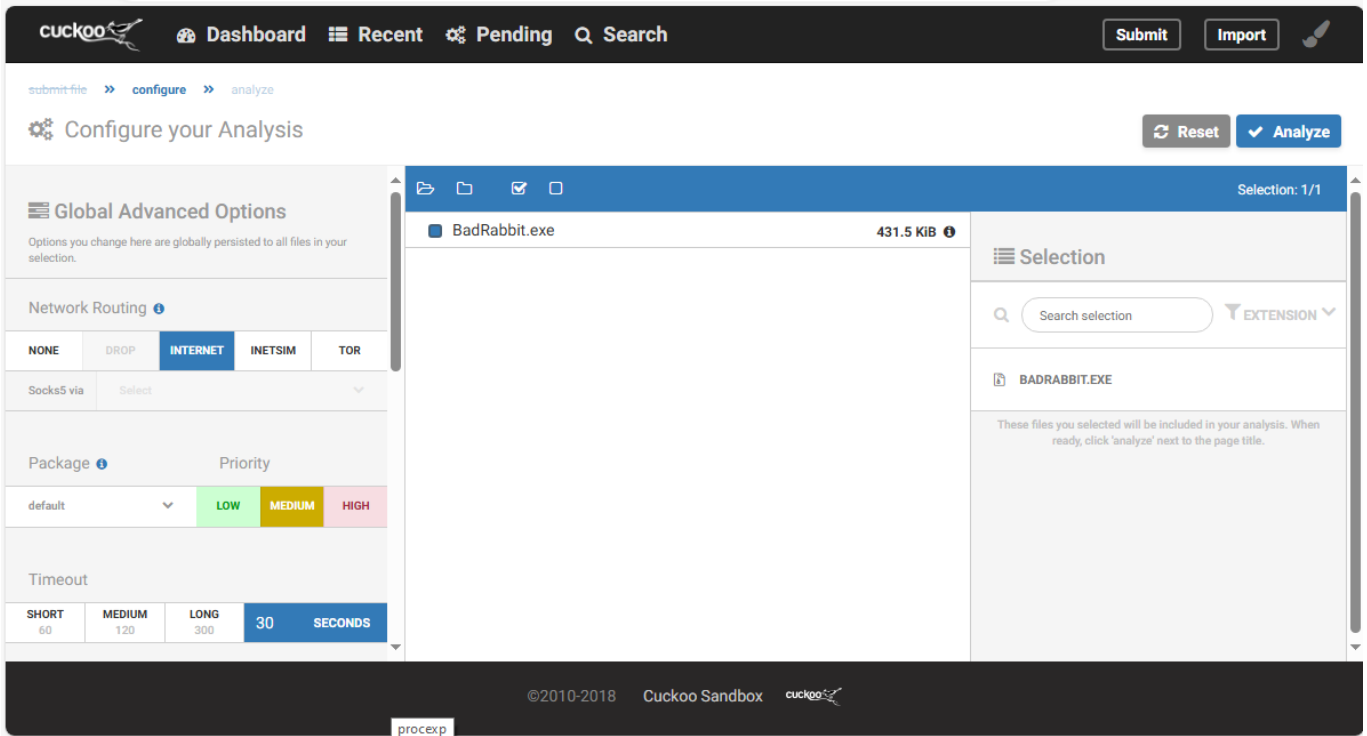 cuckoo Dashboard Recent Pending Search Submit Import
submit file » configure » analyze
Configure your Analysis
Reset Analyze
Selection: 1/1
Global Advanced Options
Options you change here are globally persisted to all files in your
selection.
Network Routing
NONE DROP INTERNET INETSIM TOR
Socks5 via Select
Package Priority
default LOW MEDIUM HIGH
Timeout
SHORT MEDIUM LONG 30 SECONDS
60 120 300
BadRabbit.exe 431.5 KiB
Selection
Search selection EXTENSION
BADRABBIT.EXE
These files you selected will be included in your analysis. When
ready, click 'analyze' next to the page title.
©2010-2018 Cuckoo Sandbox cuckoo
procexp